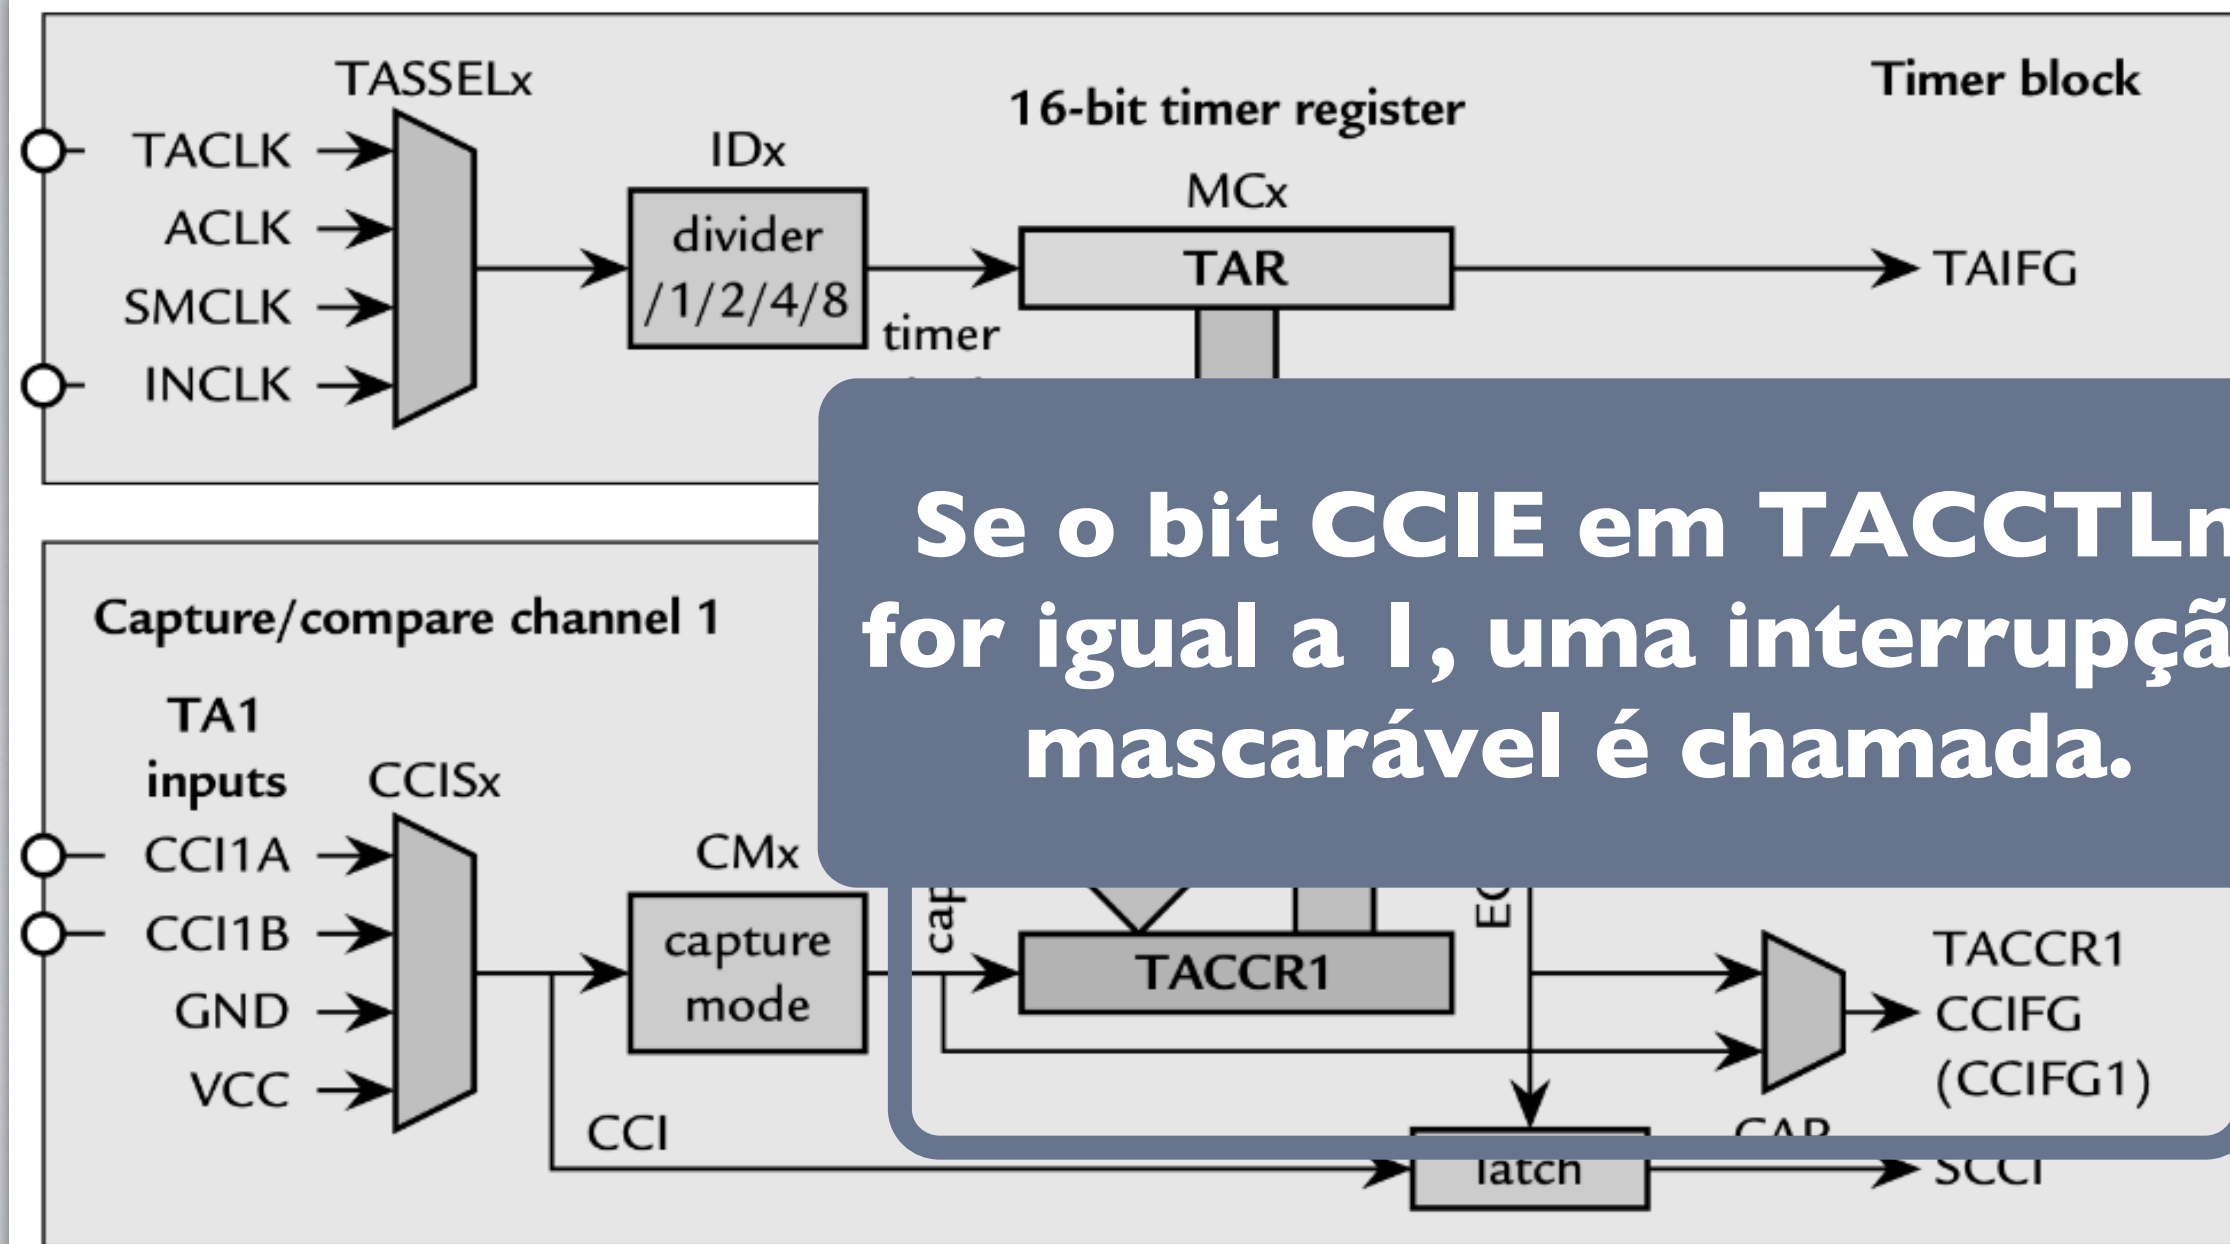 TASSELx
Timer block
16-bit timer register
TACLK
IDx
MCx
ACLK
divider
TAR
TAIFG
SMCLK
/1/2/4/8
timer
INCLK
Se o bit CCIE em TACCTLn
for igual a 1, uma interrupçã
mascarável é chamada.
Capture/compare channel 1
TA1
inputs
CCISx
CCI1A
CMx
CCI1B
capture
mode
TACCR1
TACCR1
GND
CCIFG
VCC
(CCIFG1)
CCI
CAP
latch
SCCI